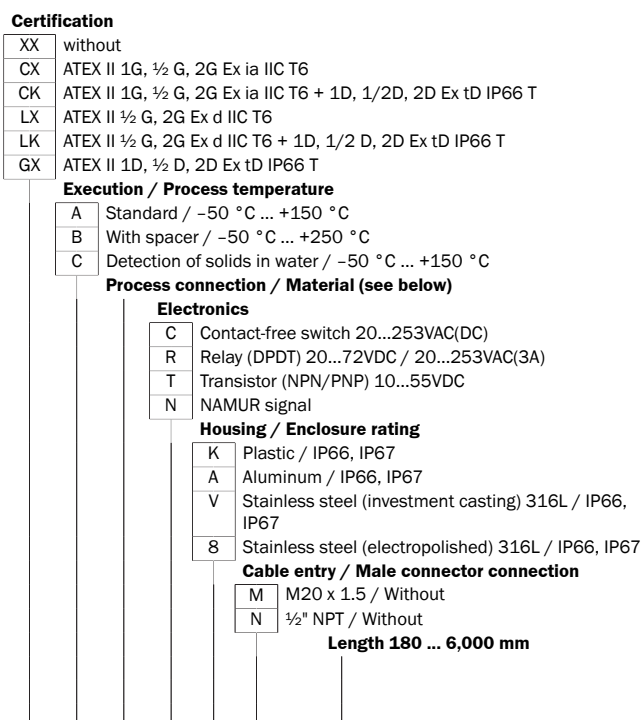 Certification
XX without
CX ATEX II 1G, ½ G, 2G Ex ia IIC T6
CK ATEX II 1G, ½ G, 2G Ex ia IIC T6 + 1D, 1/2D, 2D Ex tD IP66 T
LX ATEX II ½ G, 2G Ex d IIC T6
LK ATEX II ½ G, 2G Ex d IIC T6 + 1D, 1/2 D, 2D Ex tD IP66 T
GX ATEX II 1D, ½ D, 2D Ex tD IP66 T
Execution / Process temperature
A Standard / –50 °C ... +150 °C
B With spacer / –50 °C ... +250 °C
C Detection of solids in water / –50 °C ... +150 °C
Process connection / Material (see below)
Electronics
C Contact-free switch 20...253VAC(DC)
R Relay (DPDT) 20...72VDC / 20...253VAC(3A)
T Transistor (NPN/PNP) 10...55VDC
N NAMUR signal
Housing / Enclosure rating
K Plastic / IP66, IP67
A Aluminum / IP66, IP67
V Stainless steel (investment casting) 316L / IP66,
IP67
8 Stainless steel (electropolished) 316L / IP66, IP67
Cable entry / Male connector connection
M M20 x 1.5 / Without
N ½" NPT / Without
Length 180 ... 6,000 mm